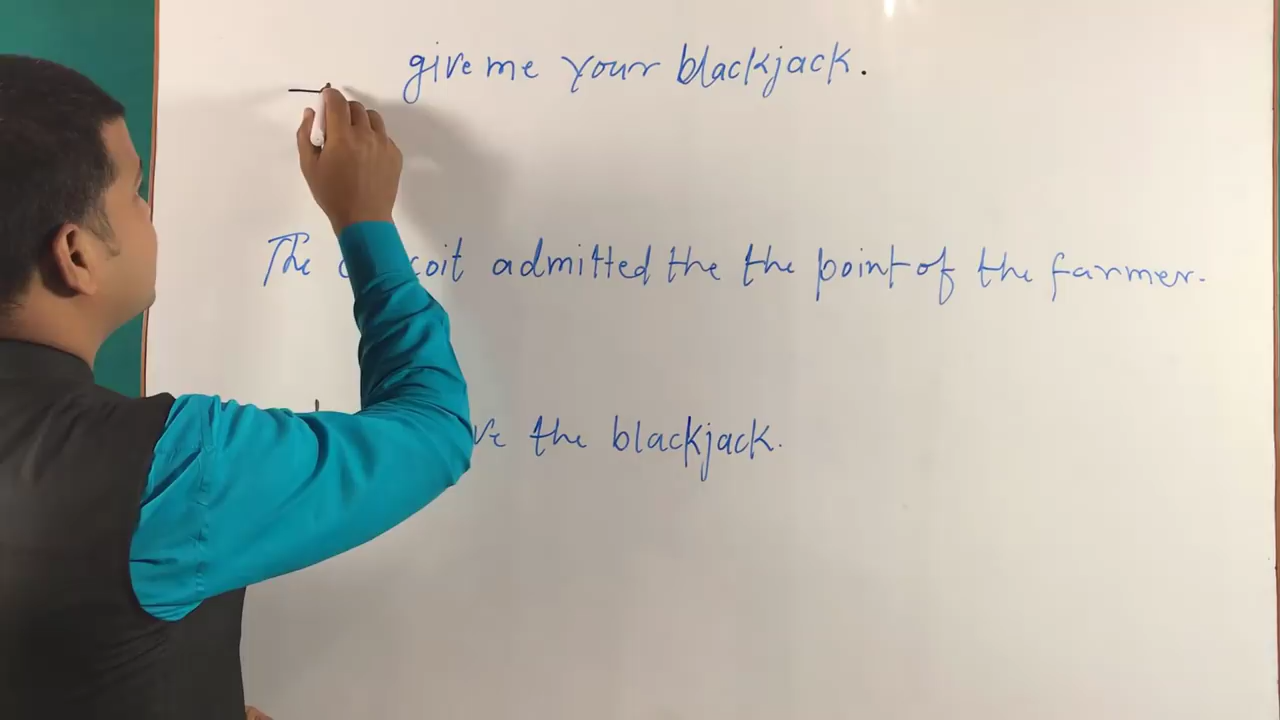 give me your blackjack.
The coit admitted the the point of the farmer.
the blackjack.